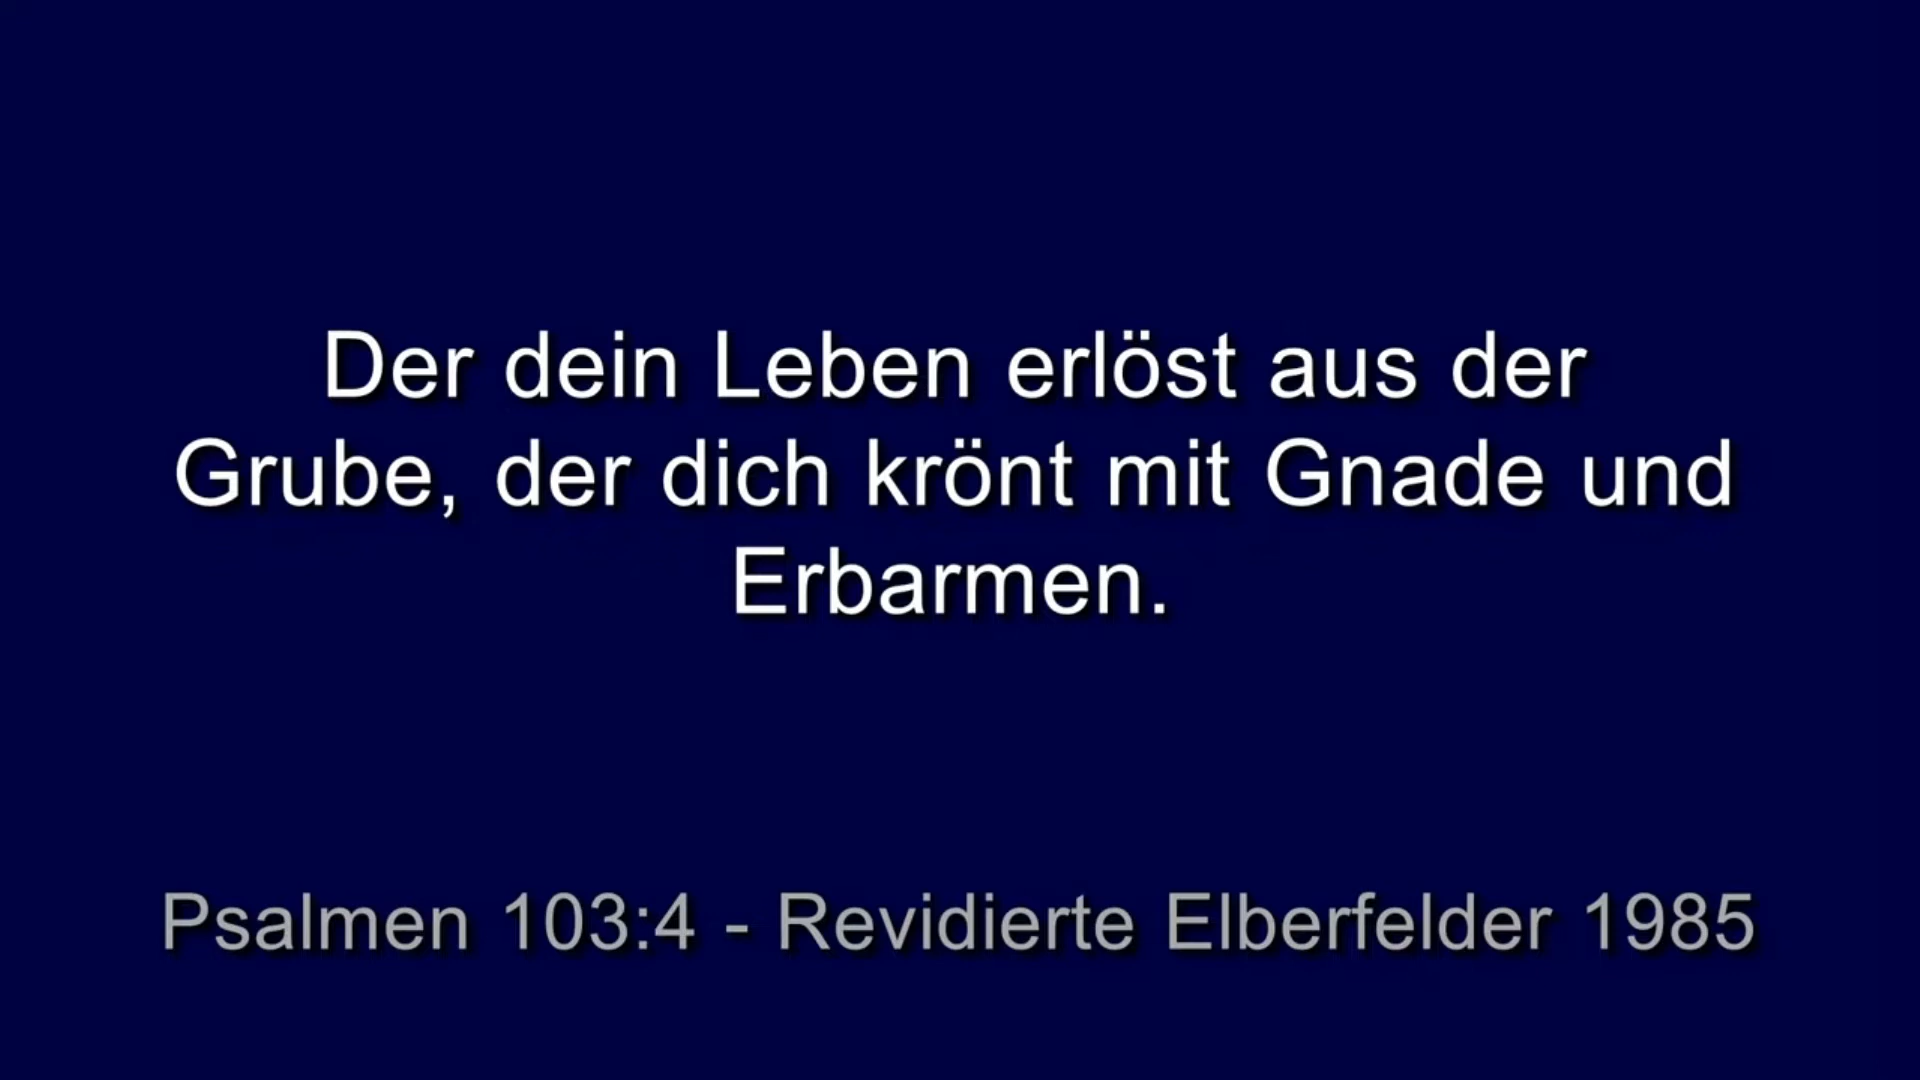 Der dein Leben erlöst aus der
Grube, der dich krönt mit Gnade und
Erbarmen.
Psalmen 103:4 - Revidierte Elberfelder 1985